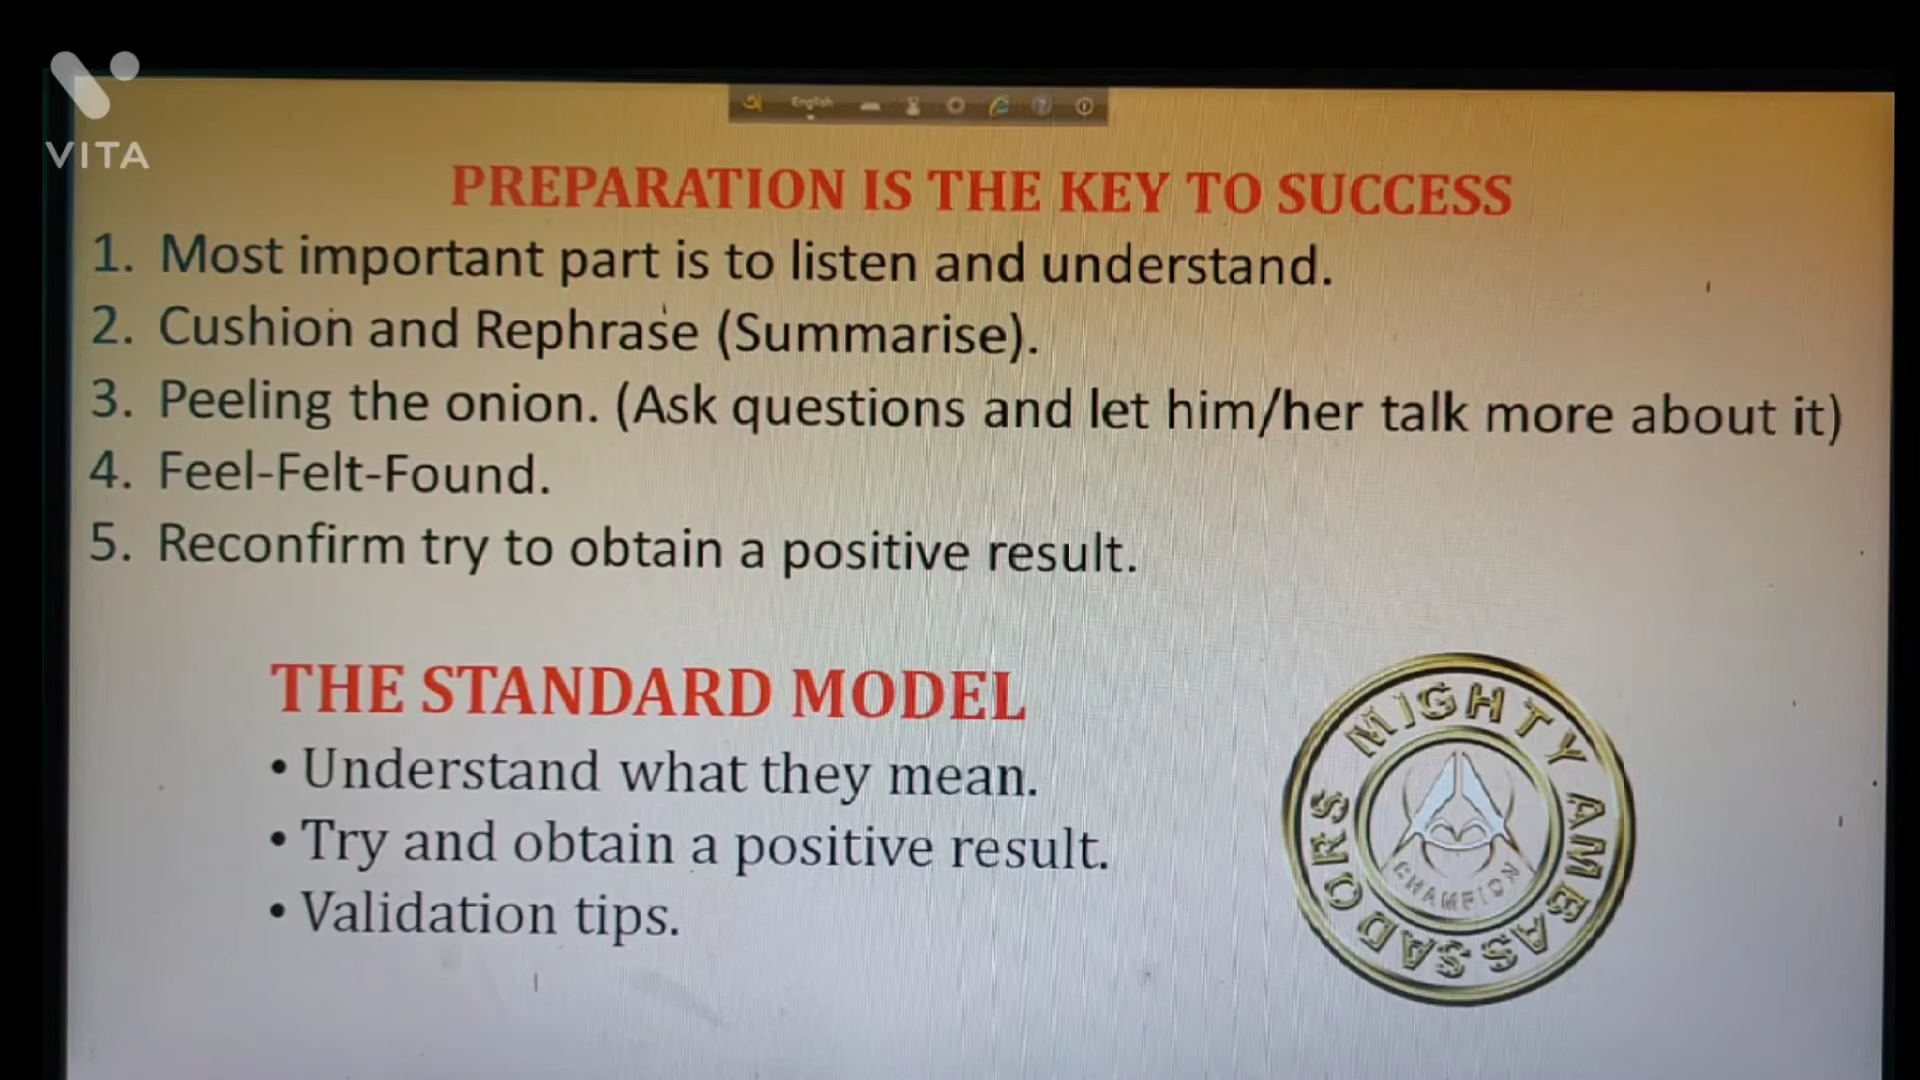 VITA
অ English
PREPARATION IS THE KEY TO SUCCESS
1. Most important part is to listen and understand.
2. Cushion and Rephrase (Summarise).
3. Peeling the onion. (Ask questions and let him/her talk more about it)
4. Feel-Felt-Found.
5. Reconfirm try to obtain a positive result.
THE STANDARD MODEL
• Understand what they mean.
• Try and obtain a positive result.
• Validation tips.
MIGHTY AMBASSADORS
CHAMPION